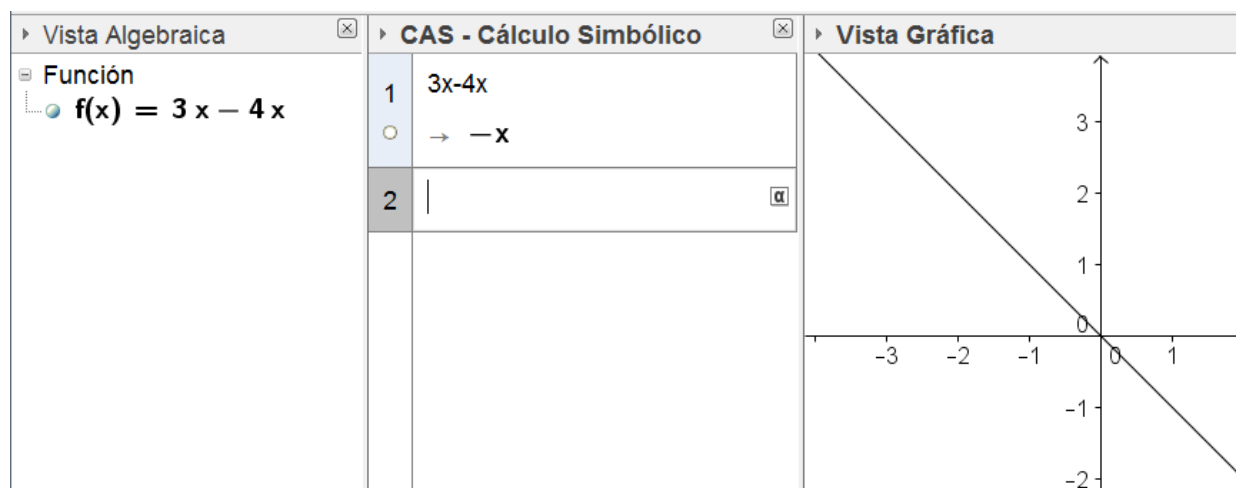 Vista Algebraica
Función
f(x) = 3 x – 4 x
CAS - Cálculo Simbólico
1
3x-4x
→ –x
2
α
Vista Gráfica
3
2
1
0
-3 -2 -1 0 1
-1
-2